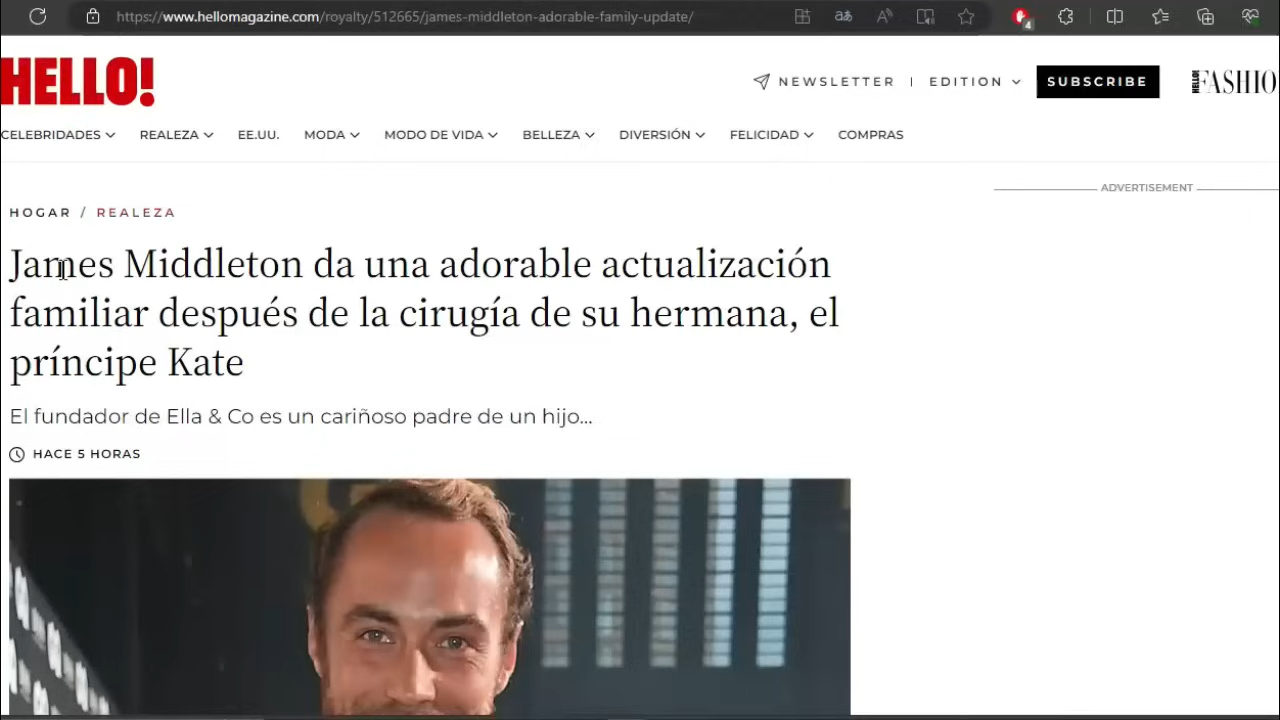 https://www.hellomagazine.com/royalty/512665/james-middleton-adorable-family-update/
4
HELLO!
NEWSLETTER | EDITION SUBSCRIBE HELLO! FASHIO
CELEBRIDADES REALEZA EE.UU. MODA MODO DE VIDA BELLEZA DIVERSIÓN FELICIDAD COMPRAS
ADVERTISEMENT
HOGAR / REALEZA
James Middleton da una adorable actualización
familiar después de la cirugía de su hermana, el
príncipe Kate
El fundador de Ella & Co es un cariñoso padre de un hijo...
HACE 5 HORAS